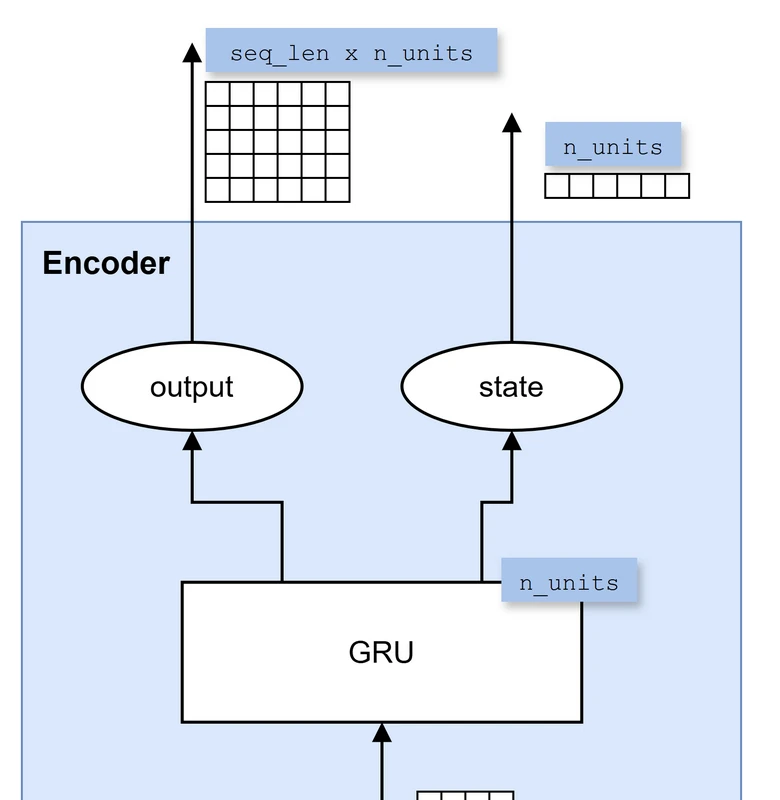 seq_len x n_units
n_units
Encoder
output
state
n_units
GRU